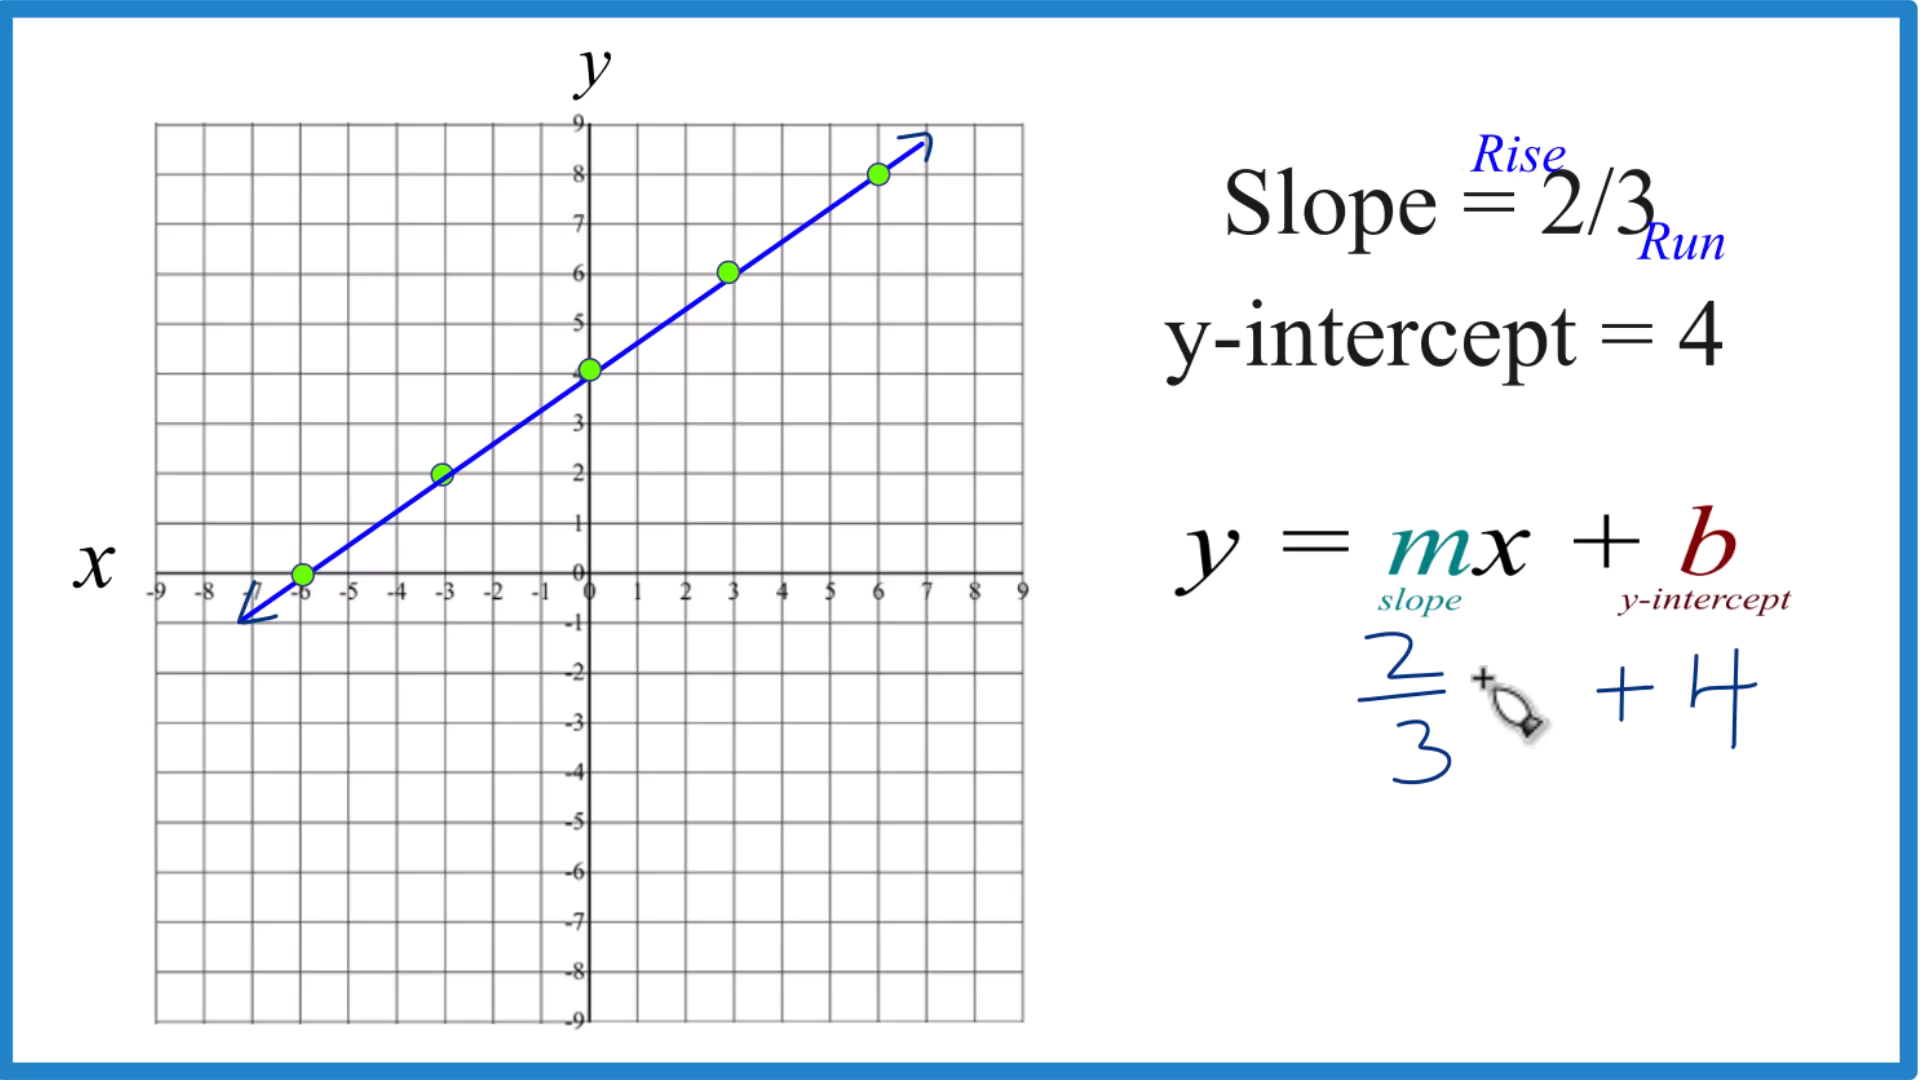 y
9
8
7
6
5
4
3
2
1
x
0
-9 -8 -7 -6 -5 -4 -3 -2 -1 0 1 2 3 4 5 6 7 8 9
-1
-2
-3
-4
-5
-6
-7
-8
-9
Rise
Slope = 2/3
Run
y-intercept = 4
y = mx + b
slope y-intercept
2/3 + 4